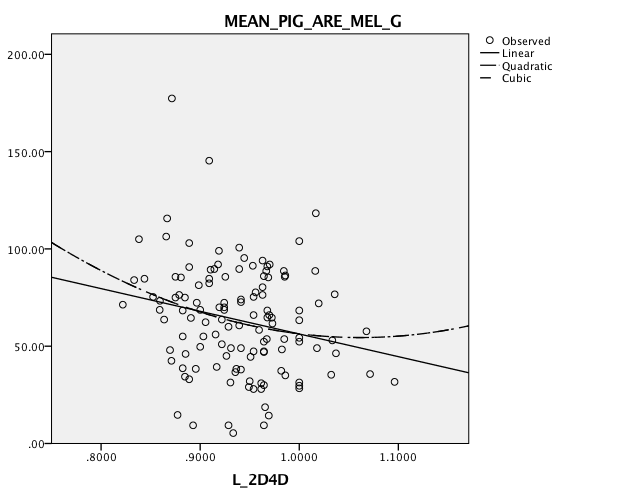 MEAN_PIG_ARE_MEL_G
200.00
150.00
100.00
50.00
.00
.8000
.9000
1.0000
1.1000
L_2D4D
Observed
Linear
Quadratic
Cubic